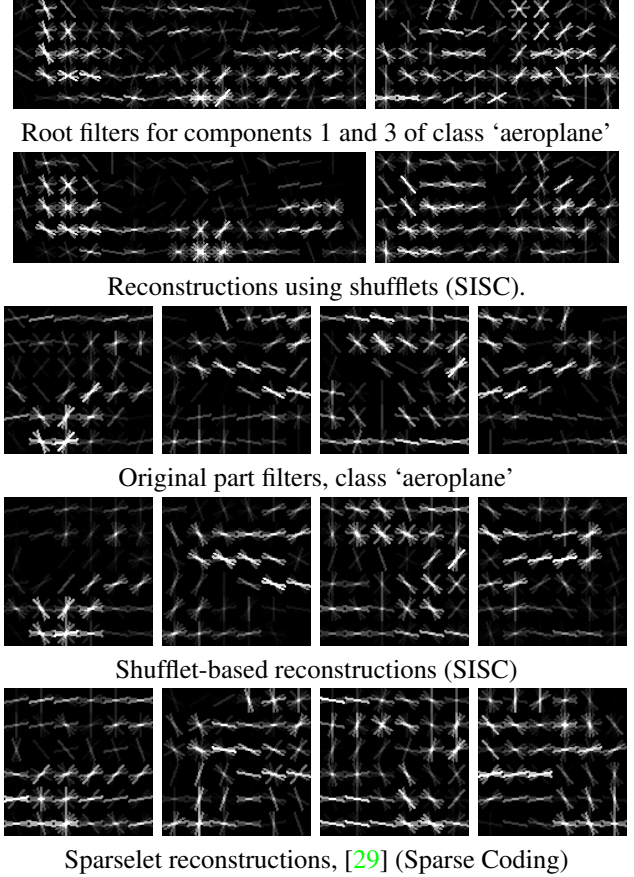 Root filters for components 1 and 3 of class ‘aeroplane’
Reconstructions using shufflets (SISC).
Original part filters, class ‘aeroplane’
Shufflet-based reconstructions (SISC)
Sparselet reconstructions, [29] (Sparse Coding)